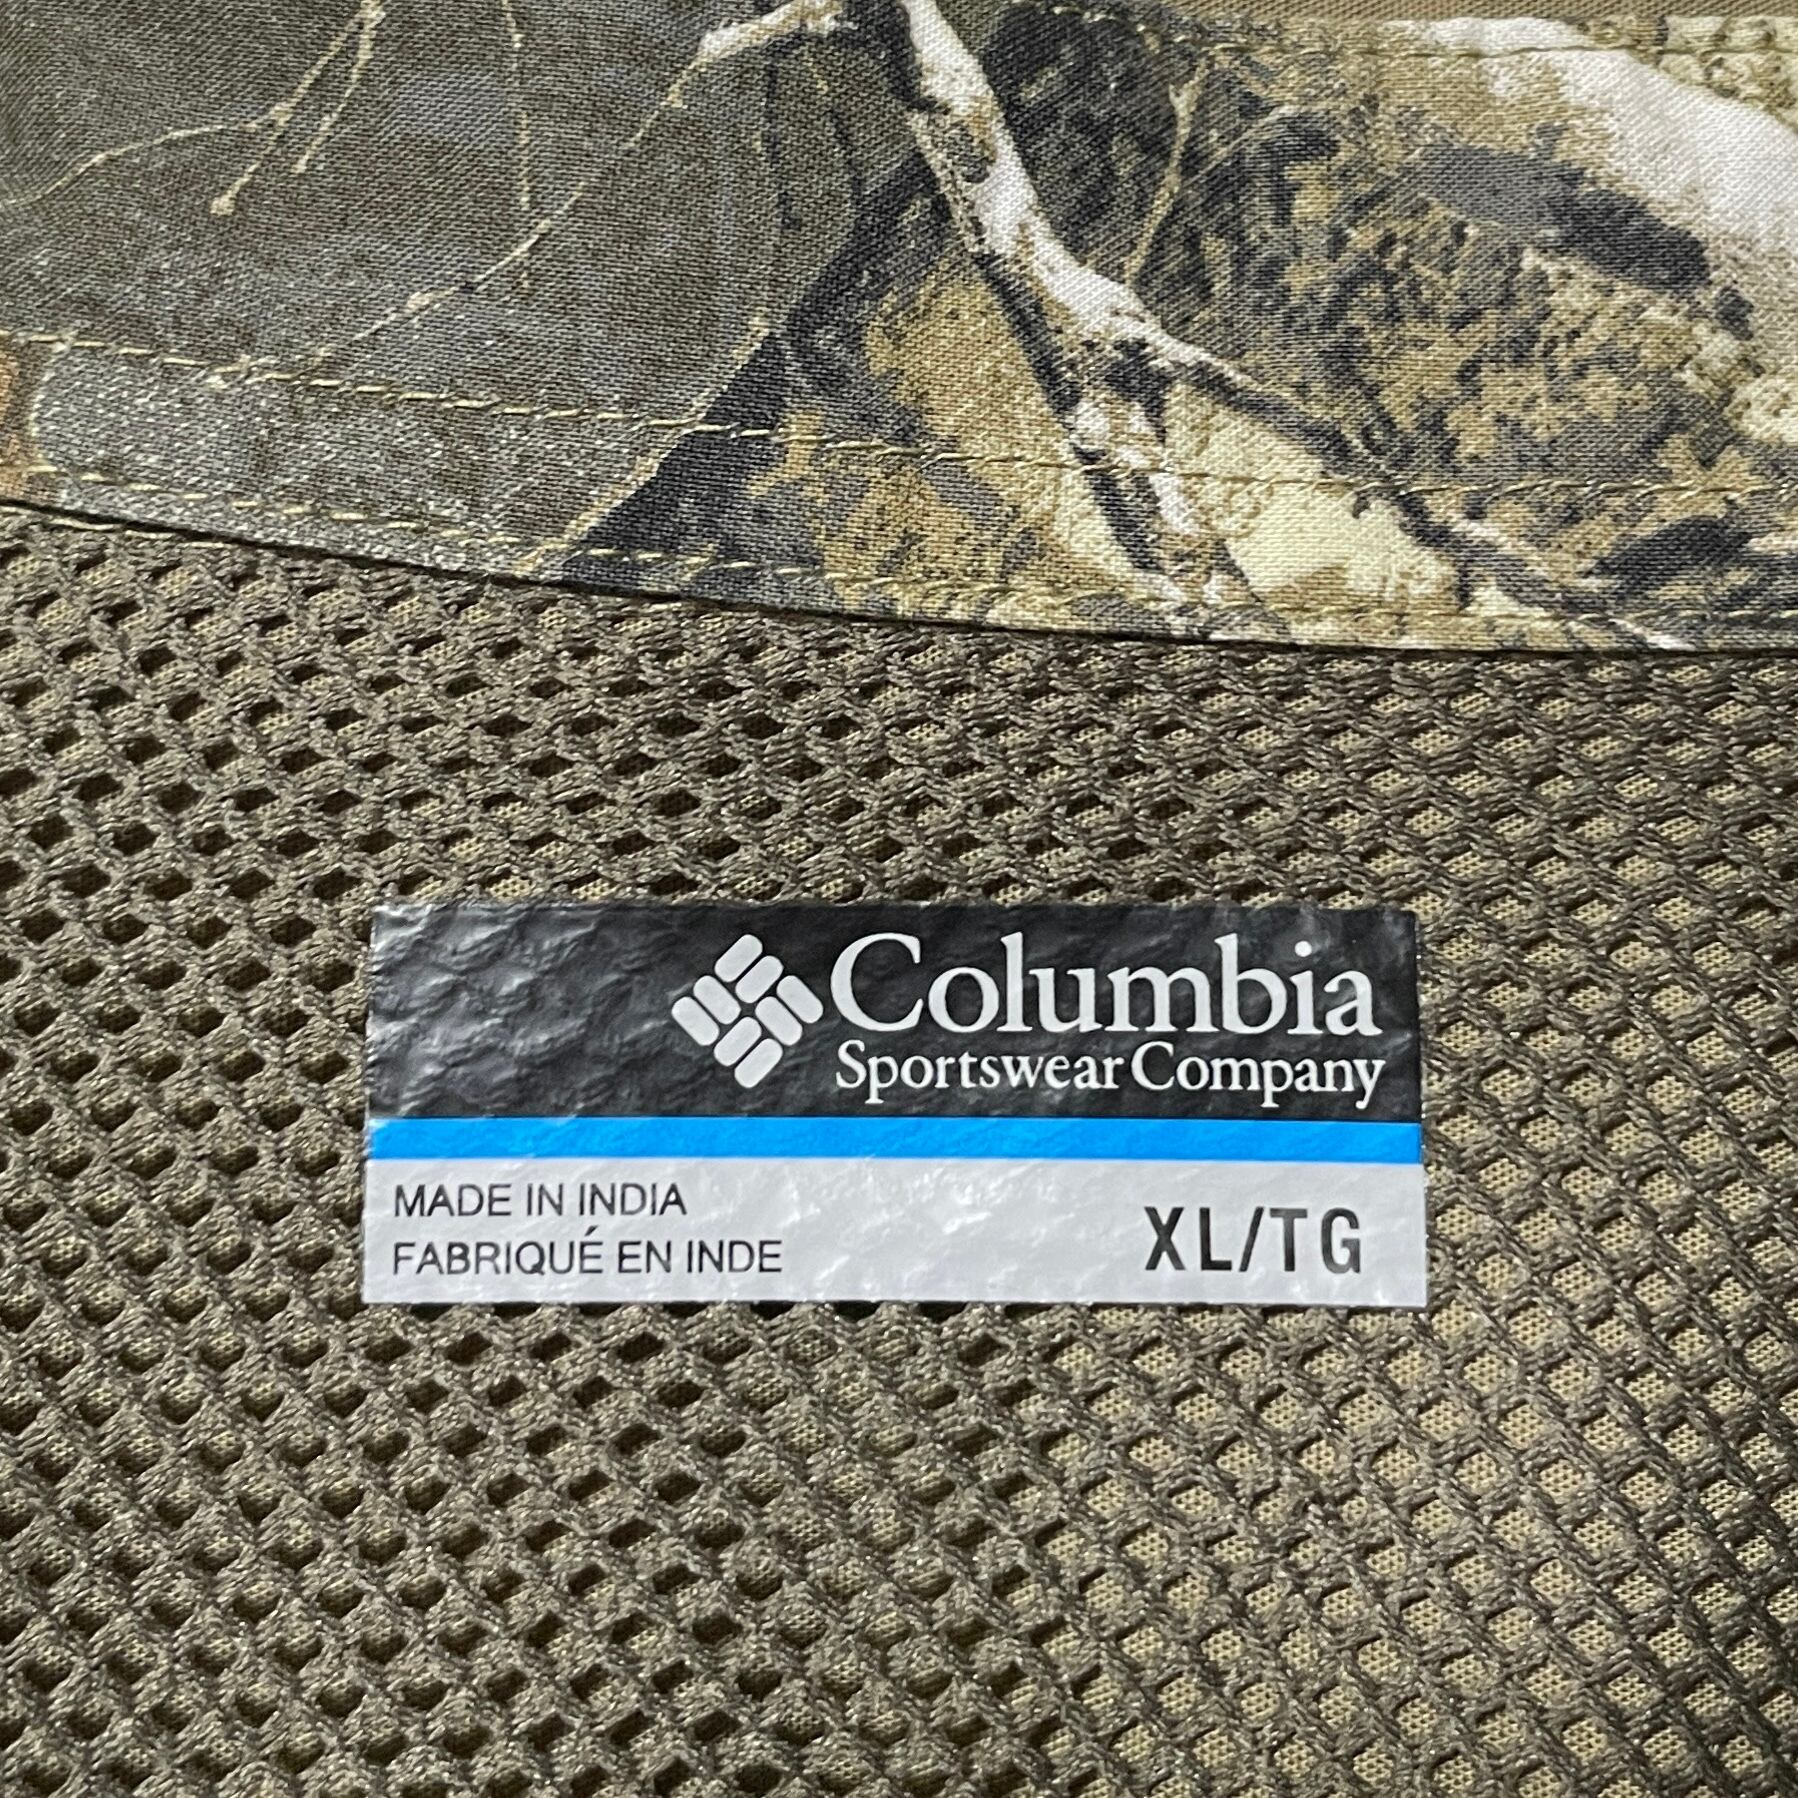 Columbia
Sportswear Company
MADE IN INDIA
FABRIQUÉ EN INDE
XL/TG